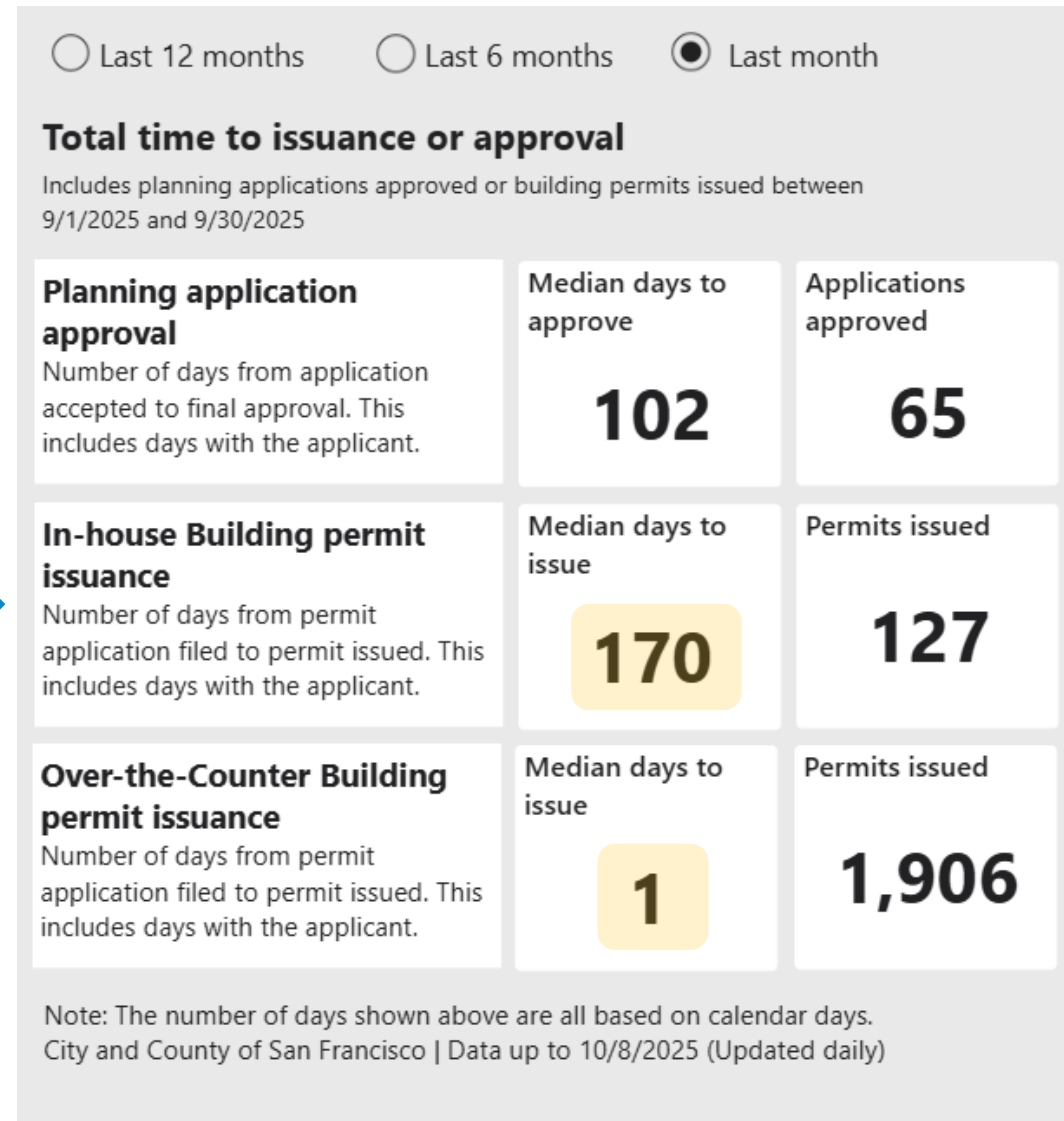 Last 12 months Last 6 months Last month
Total time to issuance or approval
Includes planning applications approved or building permits issued between
9/1/2025 and 9/30/2025
Planning application
approval
Number of days from application
accepted to final approval. This
includes days with the applicant.
Median days to
approve
102
Applications
approved
65
In-house Building permit
issuance
Number of days from permit
application filed to permit issued. This
includes days with the applicant.
Median days to
issue
170
Permits issued
127
Over-the-Counter Building
permit issuance
Number of days from permit
application filed to permit issued. This
includes days with the applicant.
Median days to
issue
1
Permits issued
1,906
Note: The number of days shown above are all based on calendar days.
City and County of San Francisco | Data up to 10/8/2025 (Updated daily)